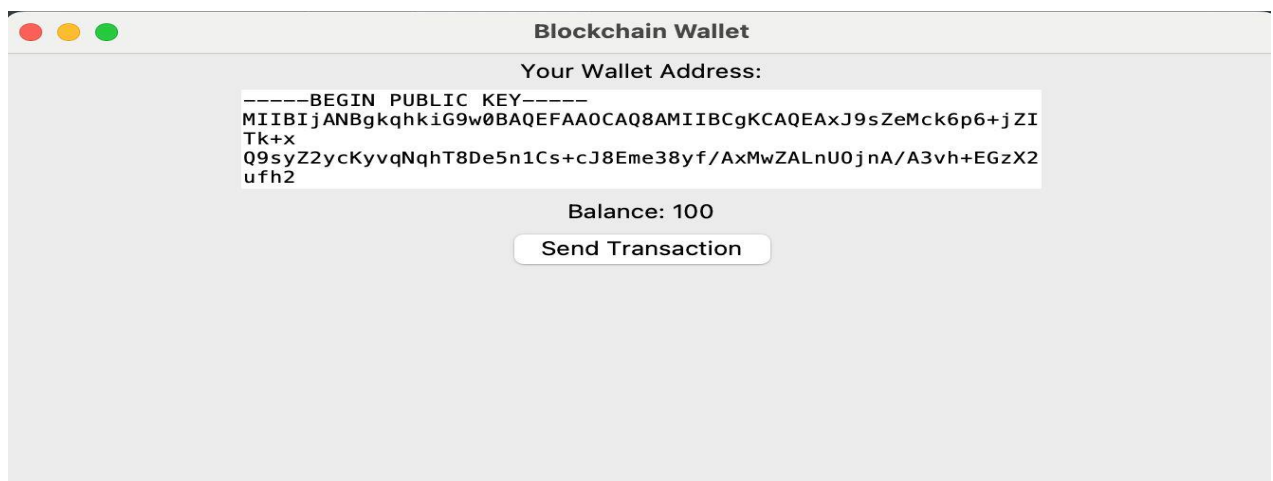 Blockchain Wallet
Your Wallet Address:
-----BEGIN PUBLIC KEY-----
MIIBIjANBgkqhkiG9w0BAQEFAAOCAQ8AMIIBCgKCAQEAxJ9sZeMck6p6+jZI
Tk+x
Q9syZ2ycKyvqNqhT8De5n1Cs+cJ8Eme38yf/AxMwZALnUOjnA/A3vh+EGzX2
ufh2
Balance: 100
Send Transaction